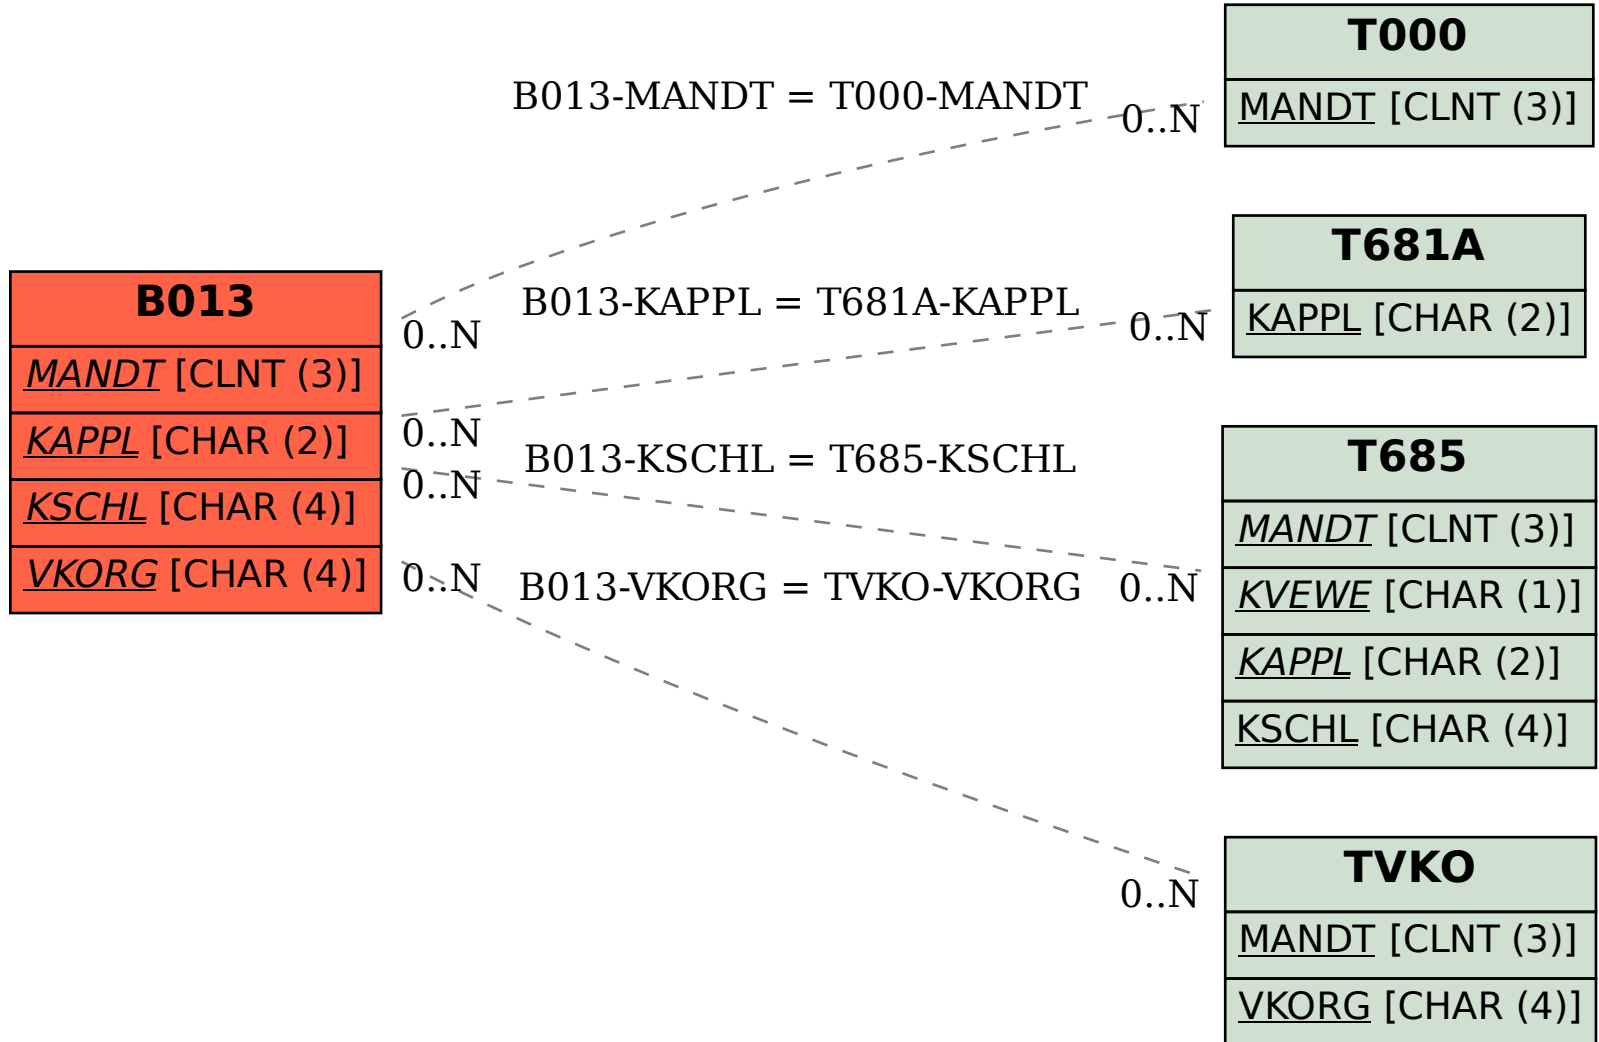 B013
MANDT [CLNT (3)]
KAPPL [CHAR (2)]
KSCHL [CHAR (4)]
VKORG [CHAR (4)]
B013-MANDT = T000-MANDT
0..N
0..N
B013-KAPPL = T681A-KAPPL
0..N
0..N
B013-KSCHL = T685-KSCHL
0..N
0..N
B013-VKORG = TVKO-VKORG
0..N
0..N
T000
MANDT [CLNT (3)]
T681A
KAPPL [CHAR (2)]
T685
MANDT [CLNT (3)]
KVEWE [CHAR (1)]
KAPPL [CHAR (2)]
KSCHL [CHAR (4)]
TVKO
MANDT [CLNT (3)]
VKORG [CHAR (4)]